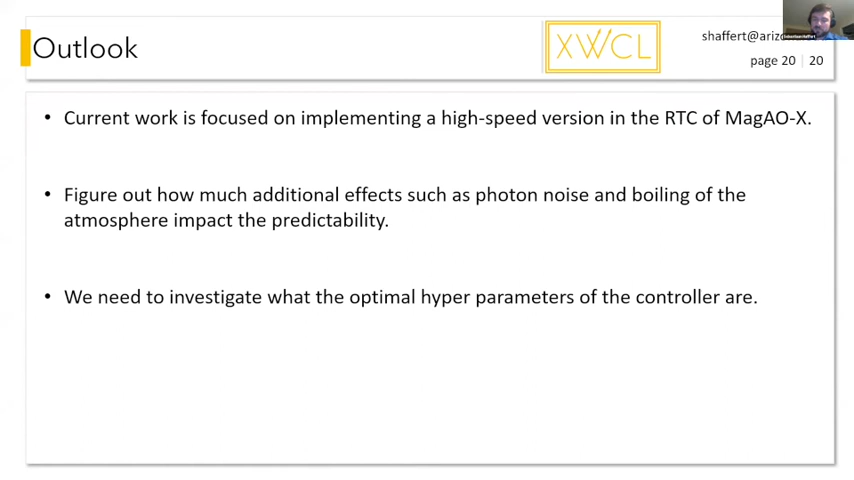 Outlook
XWCL
shaffert@ariz
page 20 | 20
• Current work is focused on implementing a high-speed version in the RTC of MagAO-X.
• Figure out how much additional effects such as photon noise and boiling of the
atmosphere impact the predictability.
• We need to investigate what the optimal hyper parameters of the controller are.